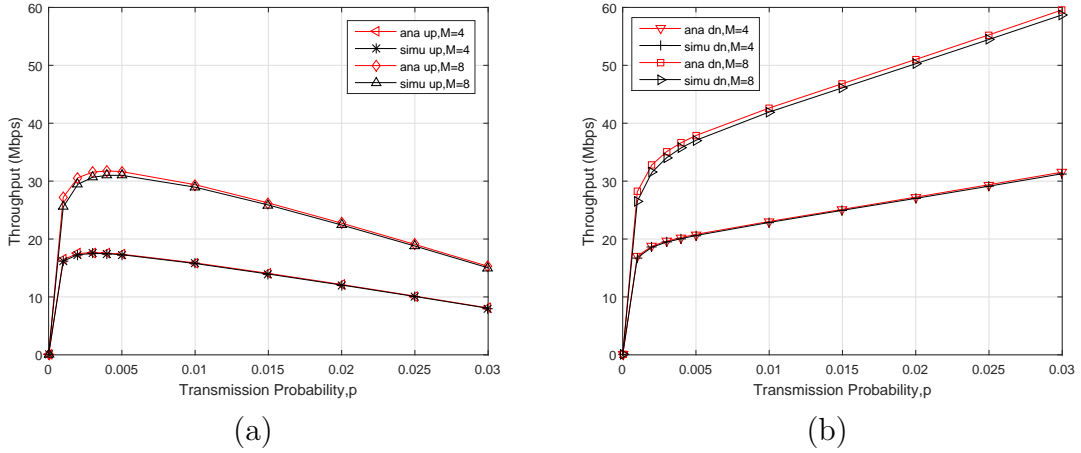 60
50
40
30
20
10
0
Throughput (Mbps)
ana up,M=4
simu up,M=4
ana up,M=8
simu up,M=8
0 0.005 0.01 0.015 0.02 0.025 0.03
Transmission Probability,p
(a)
60
50
40
30
20
10
0
Throughput (Mbps)
ana dn,M=4
simu dn,M=4
ana dn,M=8
simu dn,M=8
0 0.005 0.01 0.015 0.02 0.025 0.03
Transmission Probability,p
(b)